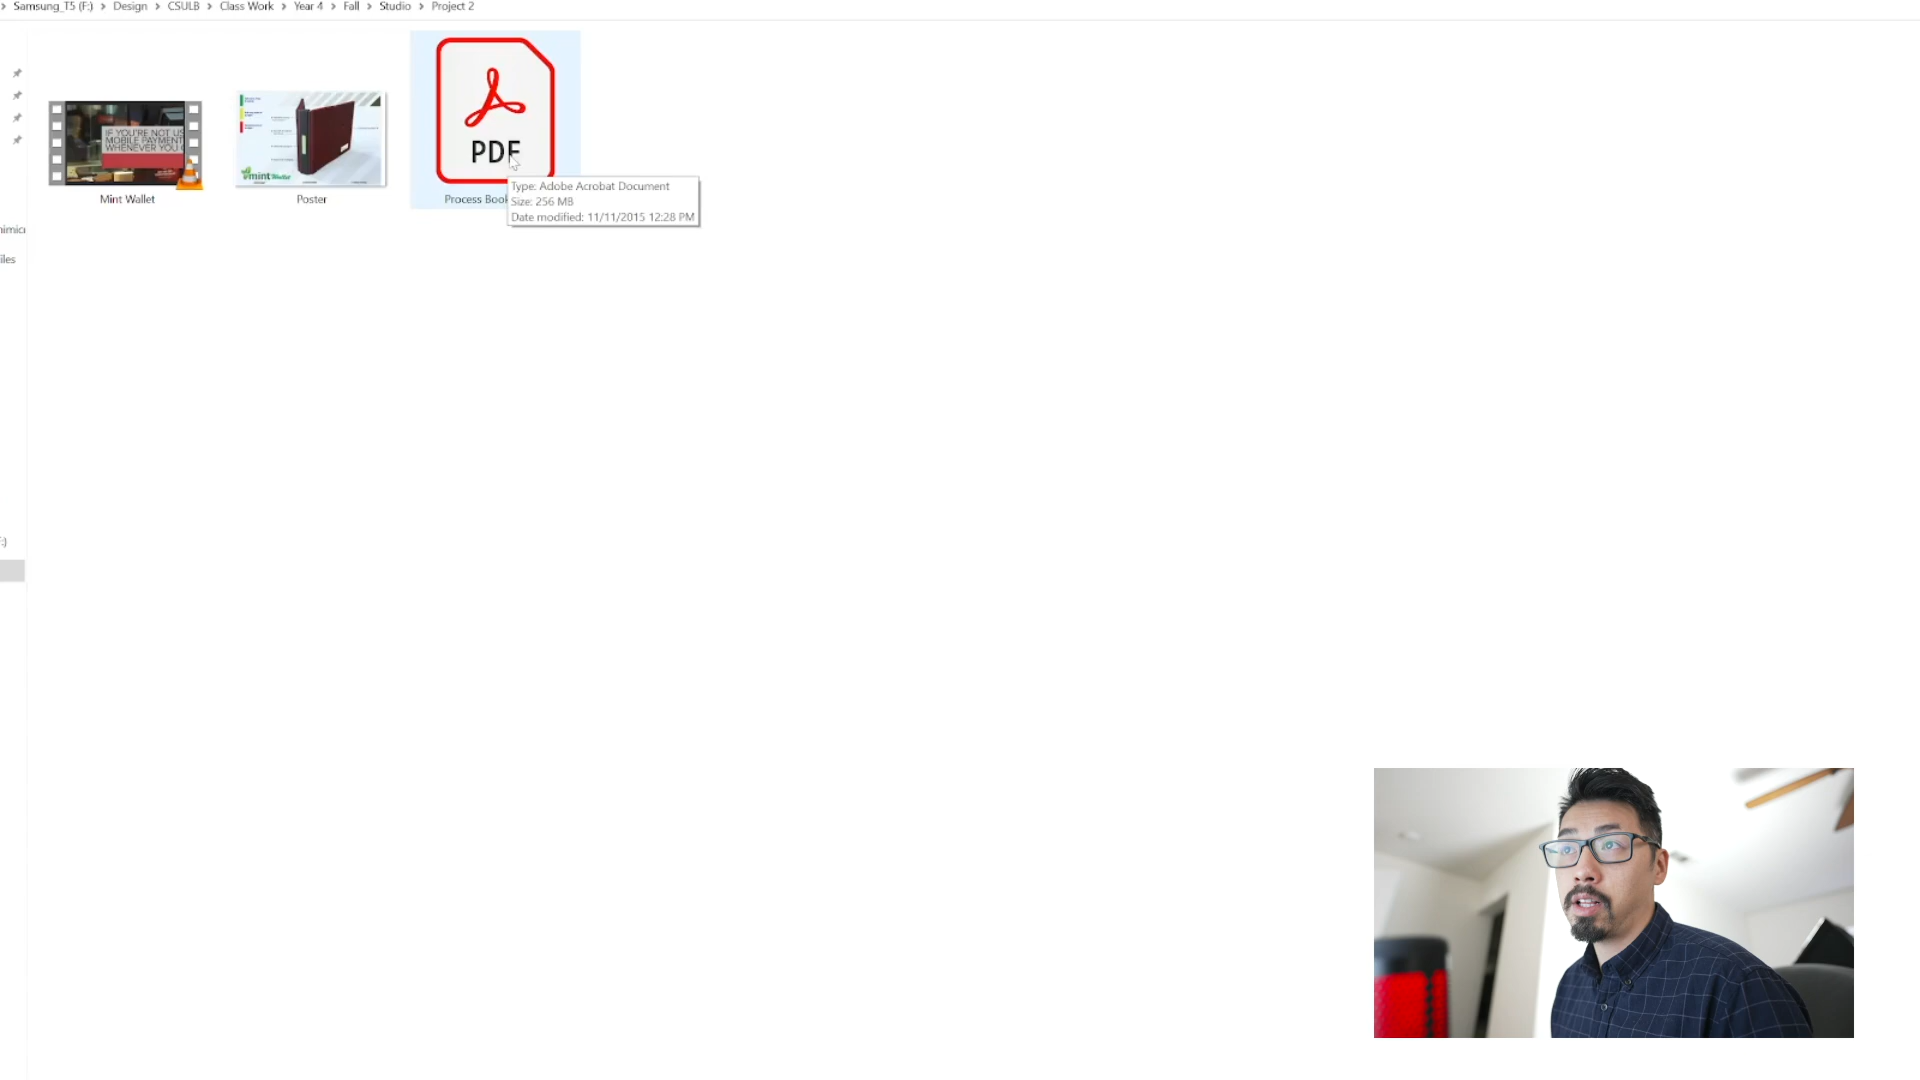 Samsung_T5 (F:) > Design > CSULB > Class Work > Year 4 > Fall > Studio > Project 2
IF YOU'RE NOT US
MOBILE PAYMENT
WHENEVER YOU
mint
PDF
Mint Wallet
Poster
Process Book
Type: Adobe Acrobat Document
Size: 256 MB
Date modified: 11/11/2015 12:28 PM
iles
:)